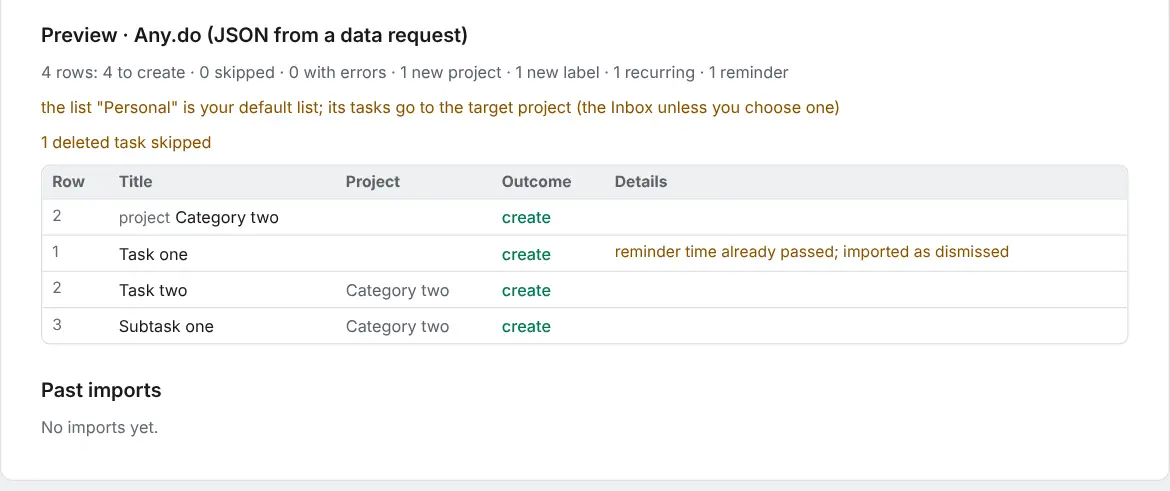 Preview · Any.do (JSON from a data request)
4 rows: 4 to create · 0 skipped · 0 with errors · 1 new project · 1 new label · 1 recurring · 1 reminder
the list "Personal" is your default list; its tasks go to the target project (the Inbox unless you choose one)
1 deleted task skipped
Row Title Project Outcome Details
2 project Category two create
1 Task one create reminder time already passed; imported as dismissed
2 Task two Category two create
3 Subtask one Category two create
Past imports
No imports yet.